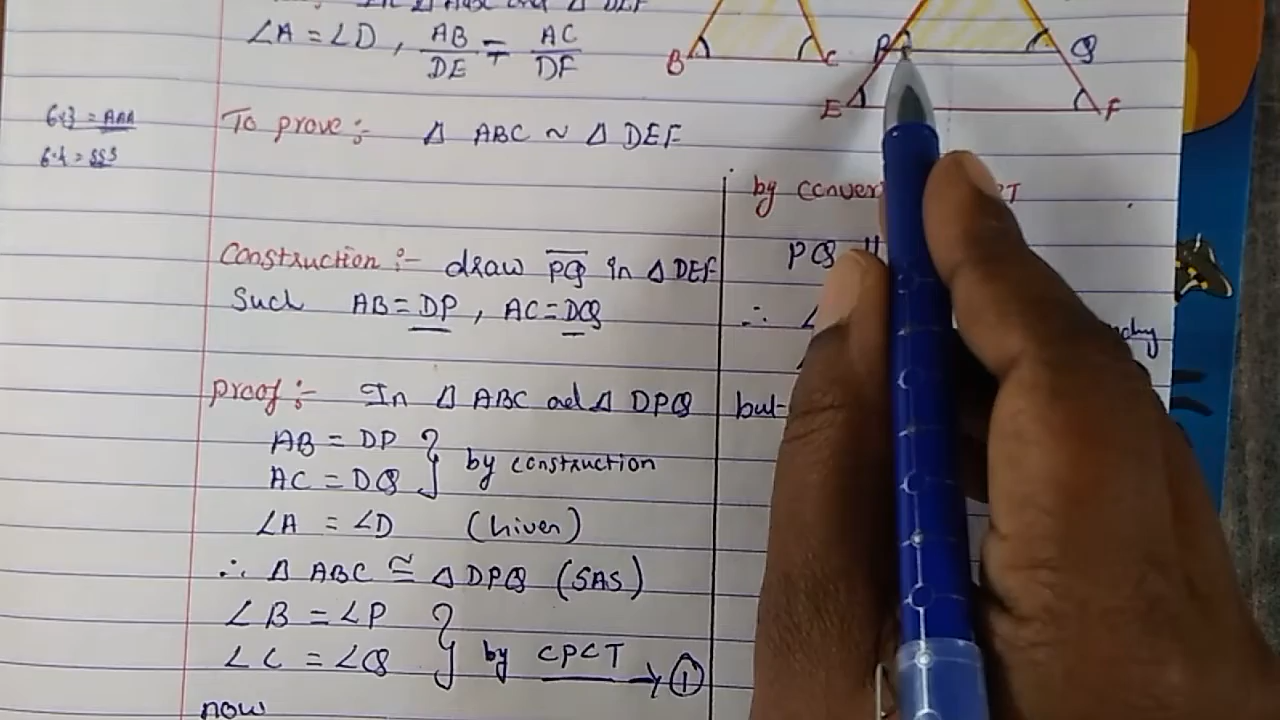 ∠A = ∠D , AB/DE = AC/DF
B C P Q
E F
6.3 = AAA
6.4 = SSS
To prove :- Δ ABC ~ Δ DEF
Construction :- draw PQ in Δ DEF
Such AB = DP , AC = DQ
Proof :- In Δ ABC ad Δ DPQ
AB = DP } by construction
AC = DQ
∠A = ∠D (Given)
∴ Δ ABC ≅ Δ DPQ (SAS)
∠B = ∠P
∠C = ∠Q } by CPCT → ①
now
by
PQ ||
∴ ∠
but